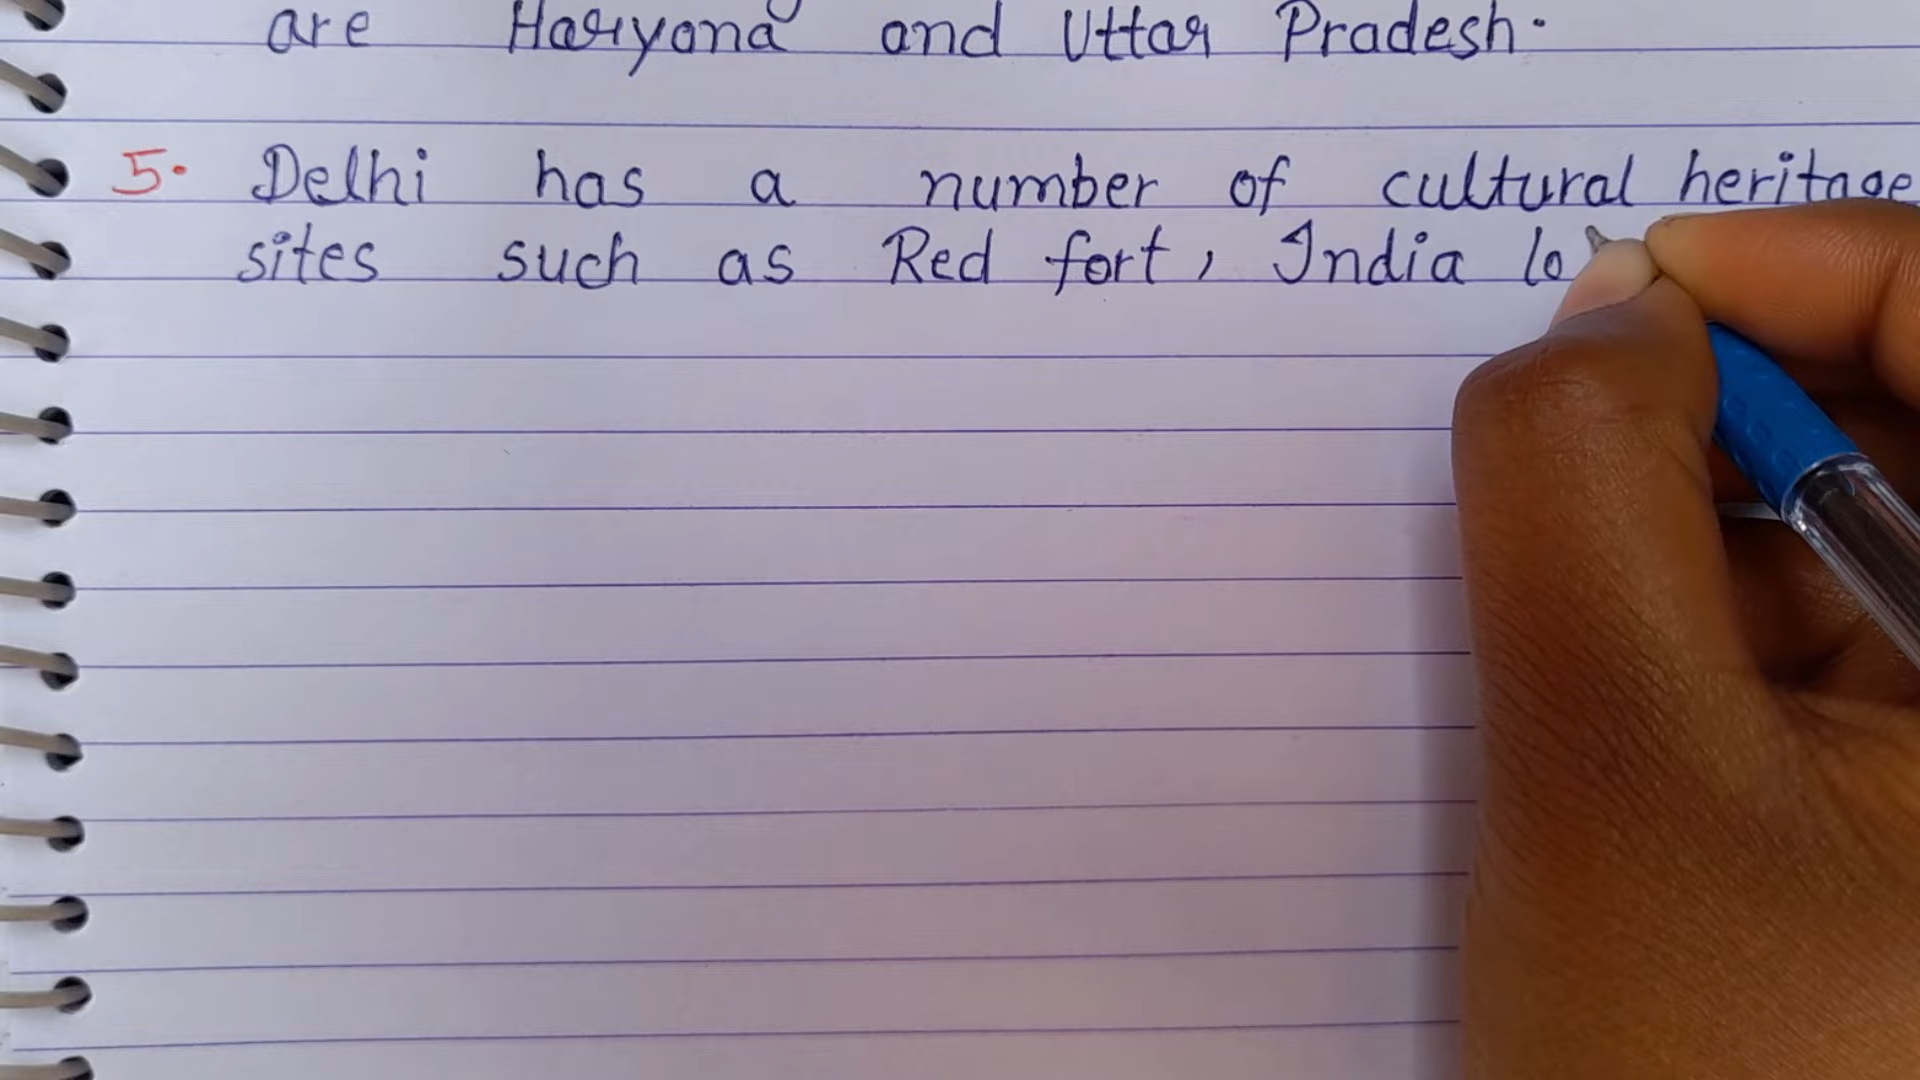 are Haryana and Uttar Pradesh.
5. Delhi has a number of cultural heritage
sites such as Red fort, India